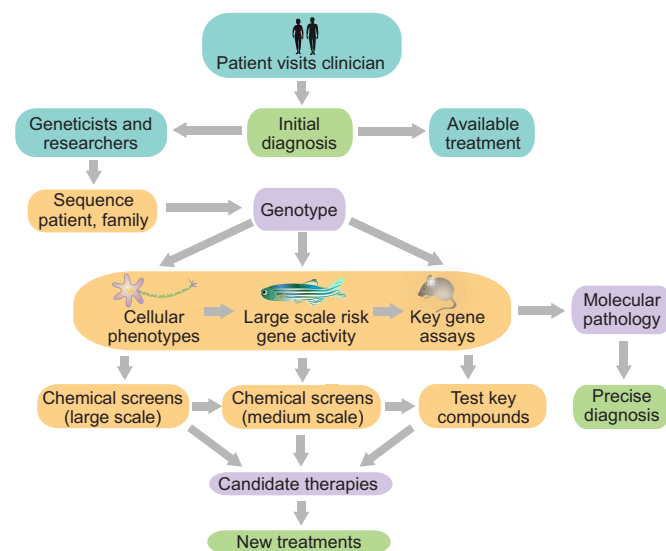 Patient visits clinician
Geneticists and
researchers
Initial
diagnosis
Available
treatment
Sequence
patient, family
Genotype
Cellular
phenotypes
Large scale risk
gene activity
Key gene
assays
Molecular
pathology
Chemical screens
(large scale)
Chemical screens
(medium scale)
Test key
compounds
Precise
diagnosis
Candidate therapies
New treatments